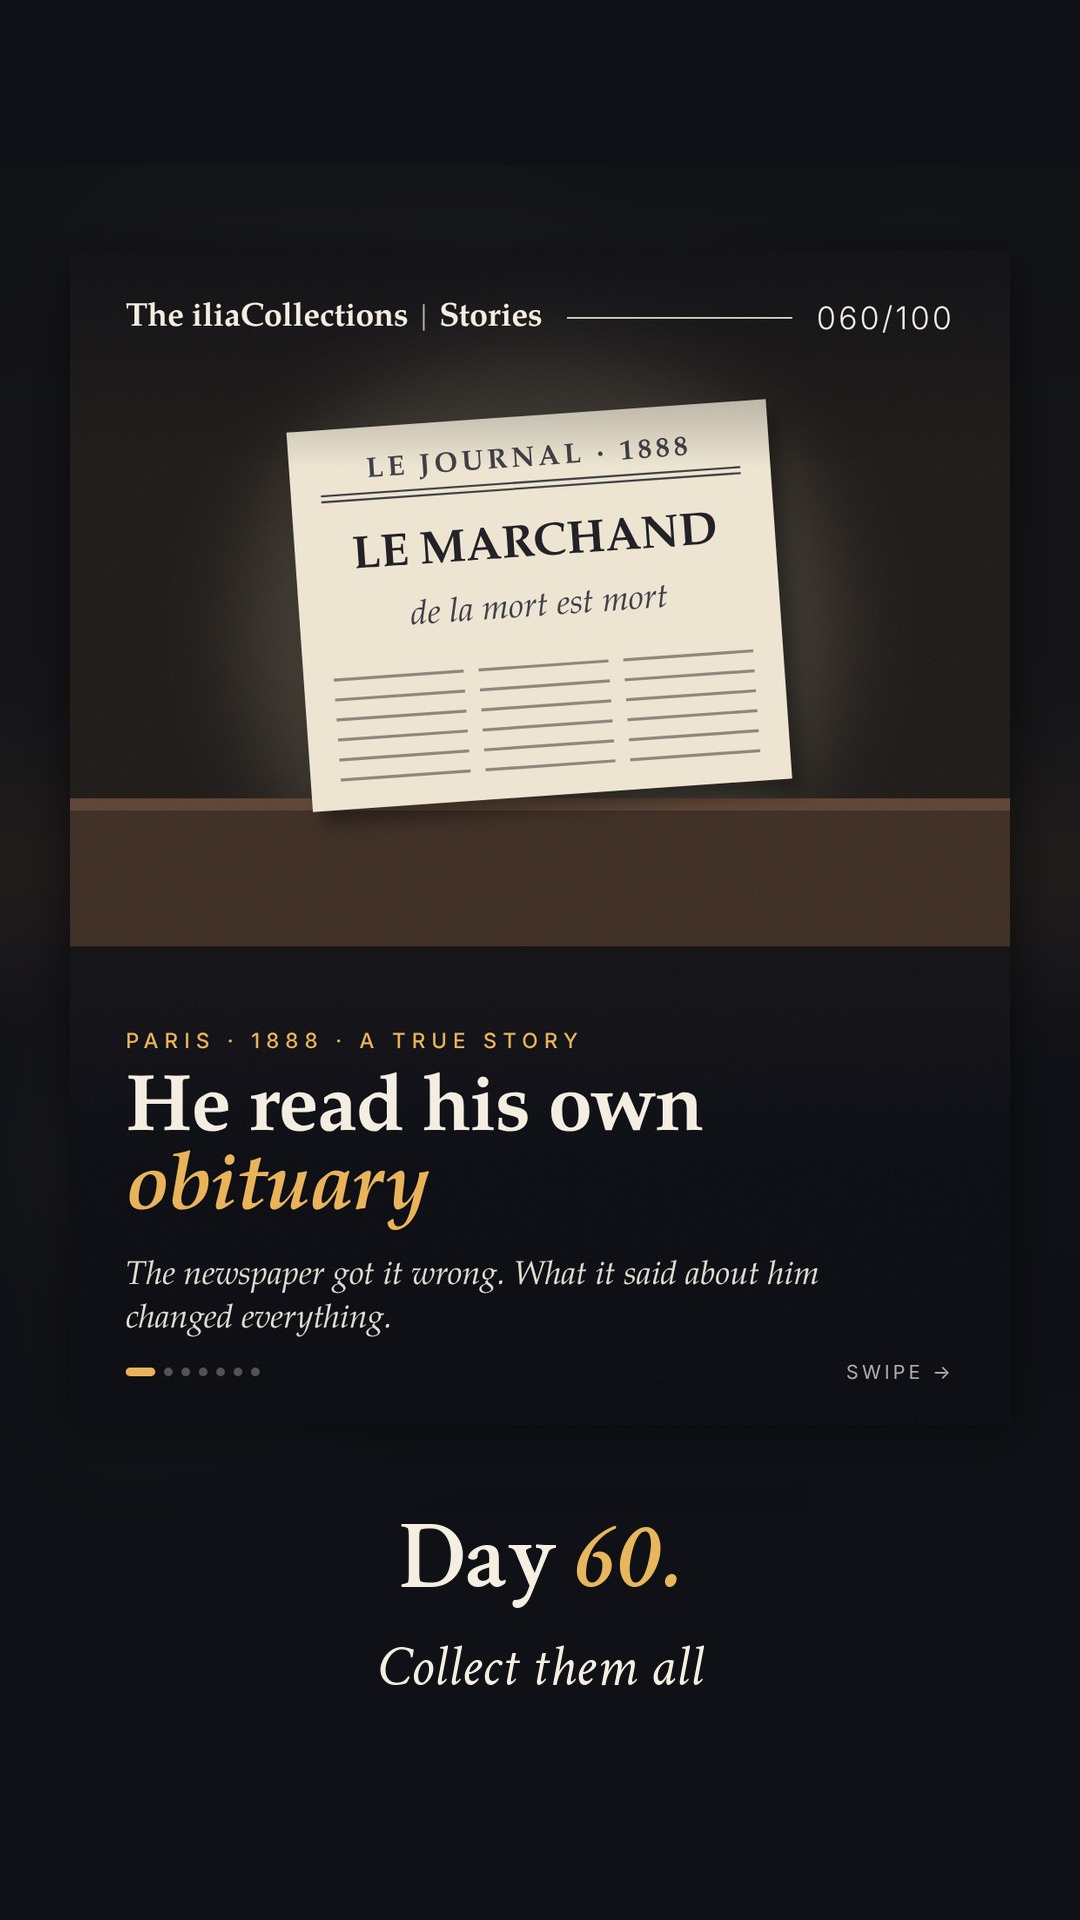 The iliaCollections | Stories 060/100
LE JOURNAL · 1888
LE MARCHAND
de la mort est mort
PARIS · 1888 · A TRUE STORY
He read his own
obituary
The newspaper got it wrong. What it said about him
changed everything.
SWIPE →
Day 60.
Collect them all